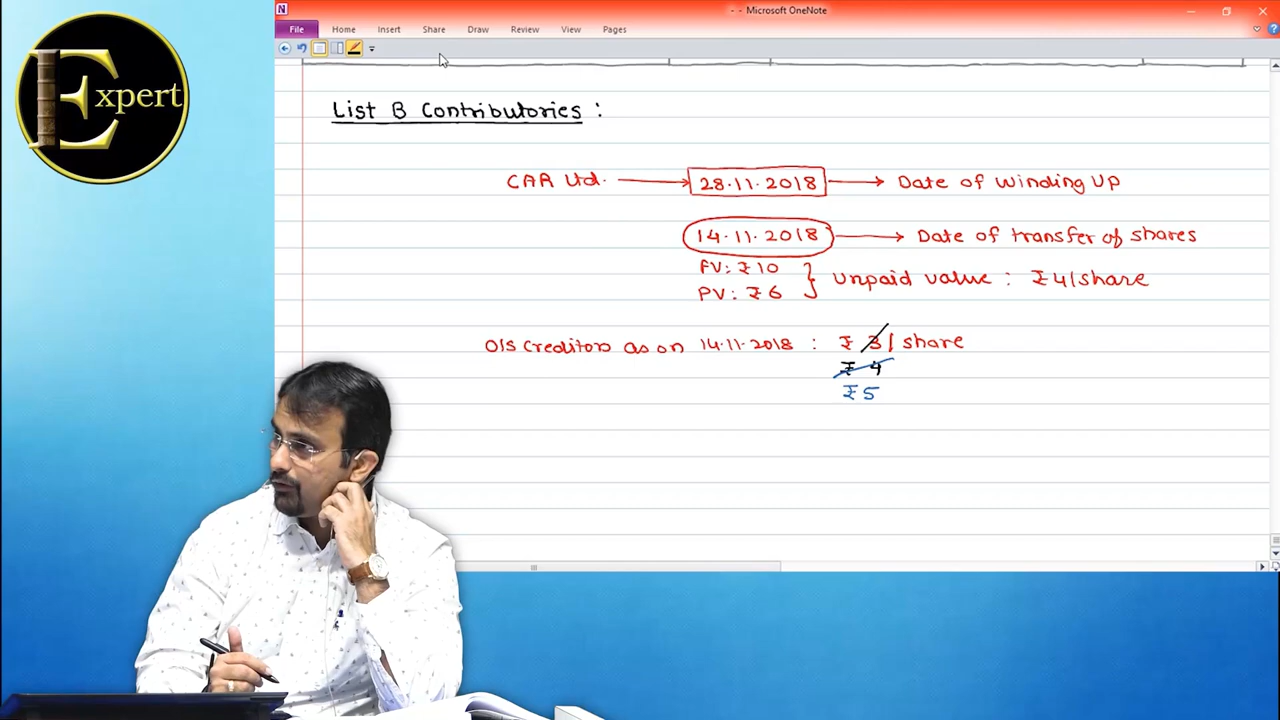 Expert
- - Microsoft OneNote
File Home Insert Share Draw Review View Pages
List B Contributories :
CAR Ltd. → 28.11.2018 → Date of Winding Up
14.11.2018 → Date of transfer of shares
FV: ₹10
PV: ₹6
} Unpaid value : ₹4/share
O/S Creditors as on 14.11.2018 : ₹ 3/ share
₹ 4
₹ 5